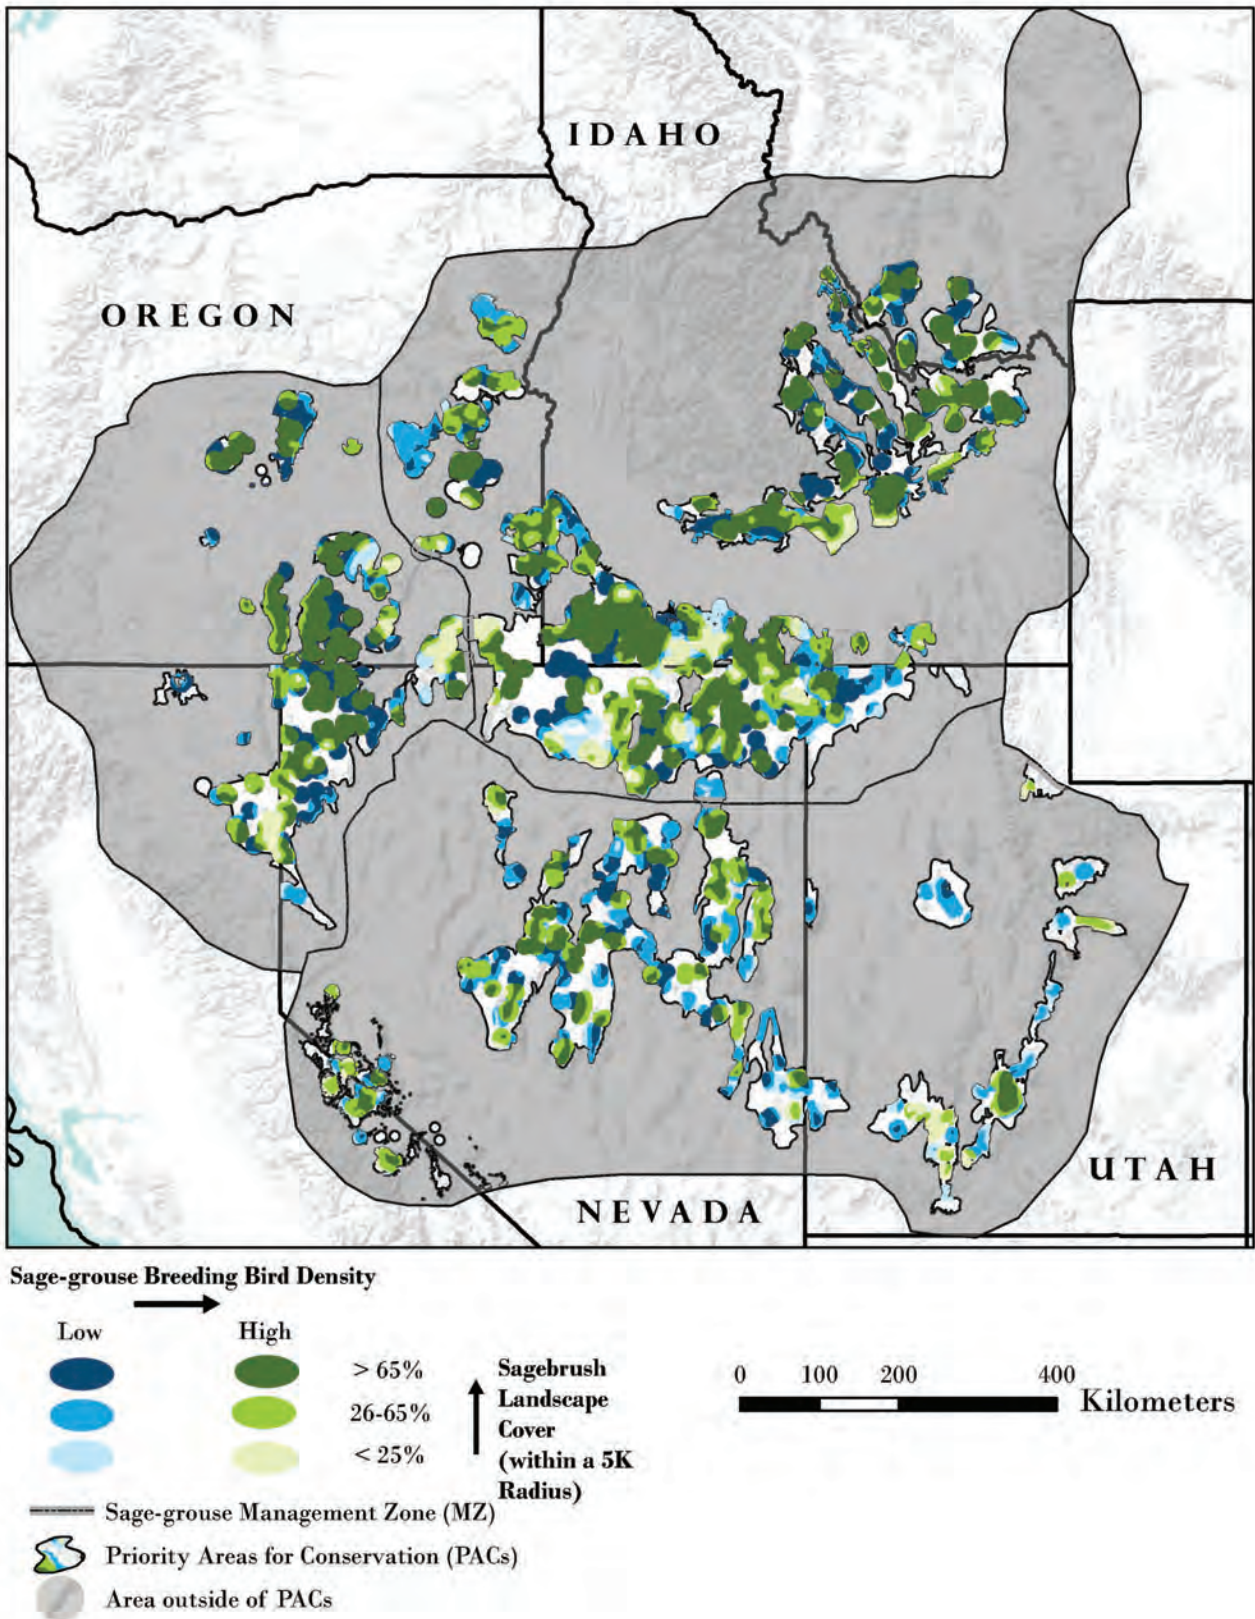 IDAHO
OREGON
UTAH
NEVADA
Sage-grouse Breeding Bird Density
Low High
> 65%
26-65%
< 25%
Sagebrush
Landscape
Cover
(within a 5K
Radius)
0 100 200 400
Kilometers
Sage-grouse Management Zone (MZ)
Priority Areas for Conservation (PACs)
Area outside of PACs